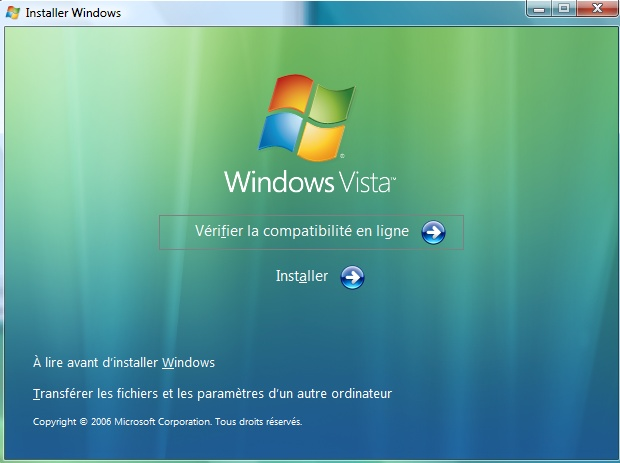 Installer Windows
Windows Vista™
Vérifier la compatibilité en ligne
Installer
À lire avant d'installer Windows
Transférer les fichiers et les paramètres d'un autre ordinateur
Copyright © 2006 Microsoft Corporation. Tous droits réservés.